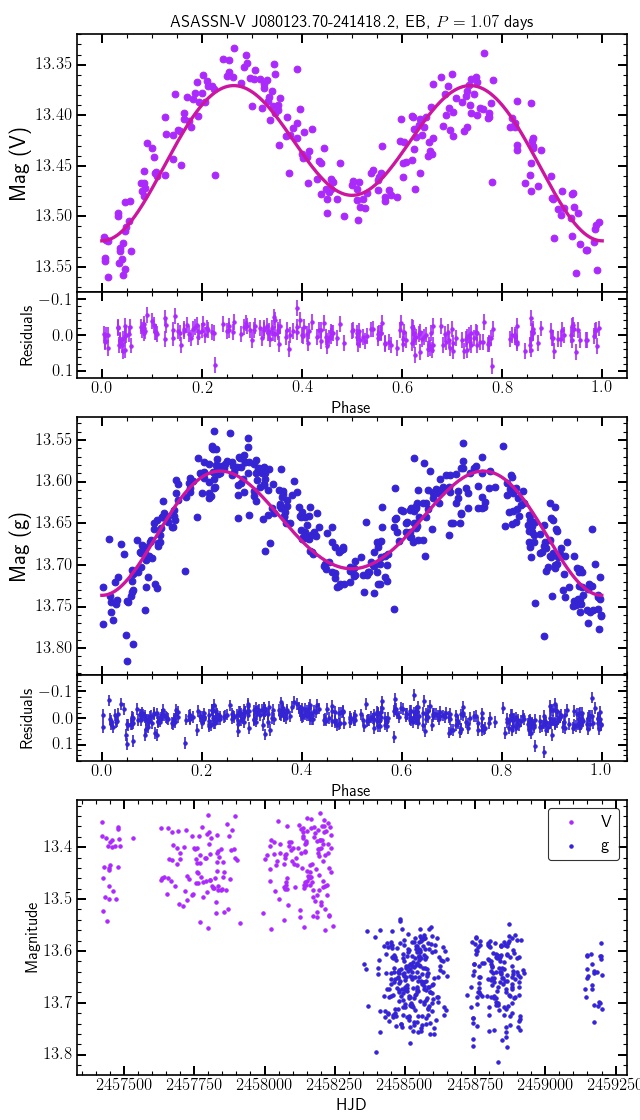 ASASSN-V J080123.70-241418.2, EB, P = 1.07 days
13.35
13.40
13.45
13.50
13.55
Mag (V)
−0.1
0.0
0.1
Residuals
0.0 0.2 0.4 0.6 0.8 1.0
Phase
13.55
13.60
13.65
13.70
13.75
13.80
Mag (g)
−0.1
0.0
0.1
Residuals
0.0 0.2 0.4 0.6 0.8 1.0
Phase
V
g
13.4
13.5
13.6
13.7
13.8
Magnitude
2457500 2457750 2458000 2458250 2458500 2458750 2459000 245925
HJD